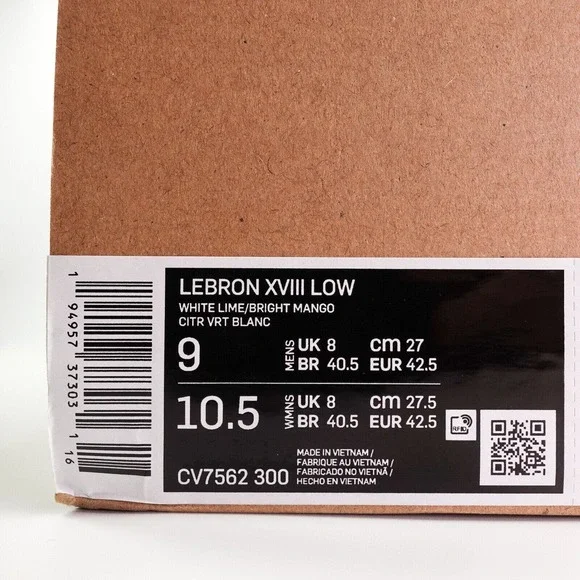 1 94957 37303 1 16
LEBRON XVIII LOW
WHITE LIME/BRIGHT MANGO
CITR VRT BLANC
9 MENS UK 8 CM 27
BR 40.5 EUR 42.5
10.5 WMNS UK 8 CM 27.5
BR 40.5 EUR 42.5
RFID
CV7562 300
MADE IN VIETNAM /
FABRIQUE AU VIETNAM /
FABRICADO NO VIETNÃ /
HECHO EN VIETNAM